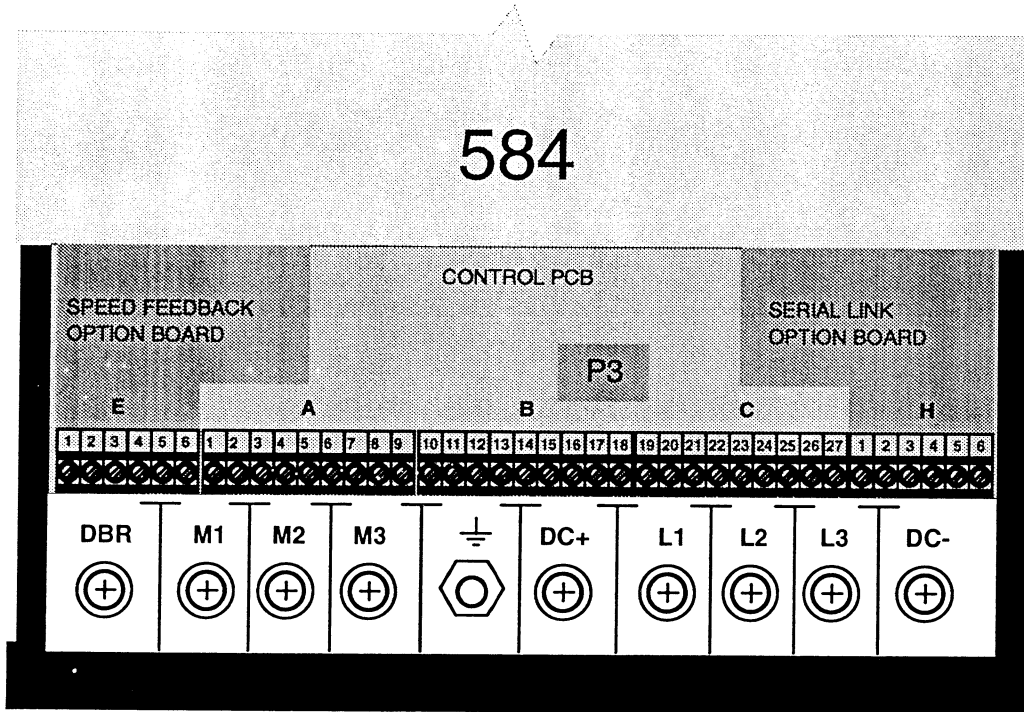 584
CONTROL PCB
SPEED FEEDBACK
OPTION BOARD
SERIAL LINK
OPTION BOARD
P3
E A B C H
1 2 3 4 5 6 1 2 3 4 5 6 7 8 9 10 11 12 13 14 15 16 17 18 19 20 21 22 23 24 25 26 27 1 2 3 4 5 6
DBR M1 M2 M3 DC+ L1 L2 L3 DC-